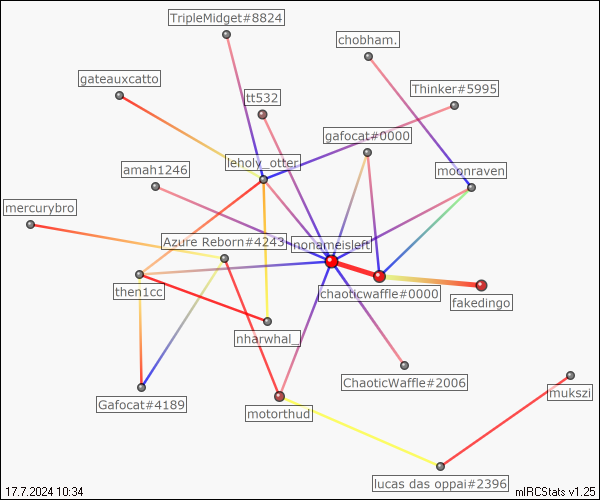 TripleMidget#8824
chobham.
gateauxcatto
Thinker#5995
tt532
gafocat#0000
leholy_otter
amah1246
moonraven
mercurybro
Azure Reborn#4243
nonameisleft
then1cc
chaoticwaffle#0000
fakedingo
nharwhal_
ChaoticWaffle#2006
mukszi
Gafocat#4189
motorthud
lucas das oppai#2396
17.7.2024 10:34
mIRCStats v1.25